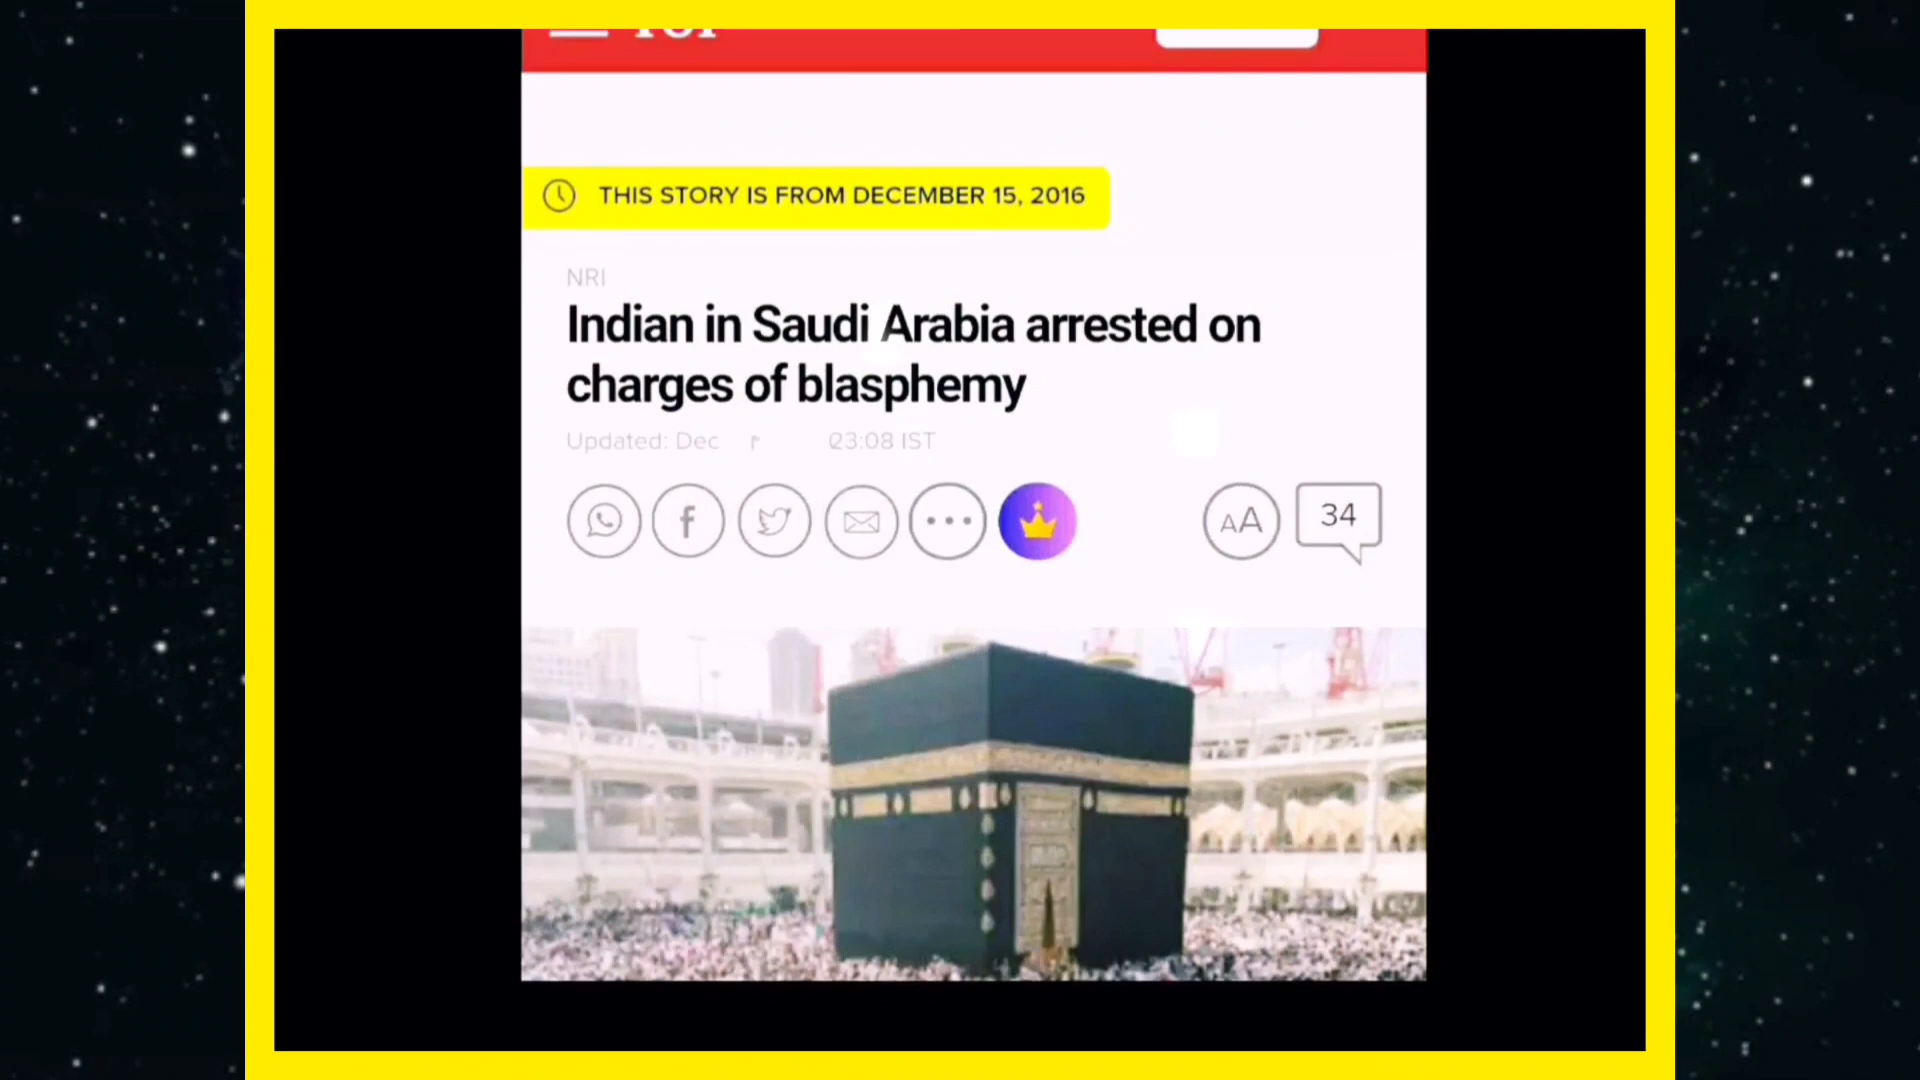 THIS STORY IS FROM DECEMBER 15, 2016
NRI
Indian in Saudi Arabia arrested on
charges of blasphemy
Updated: Dec 23:08 IST
AA 34